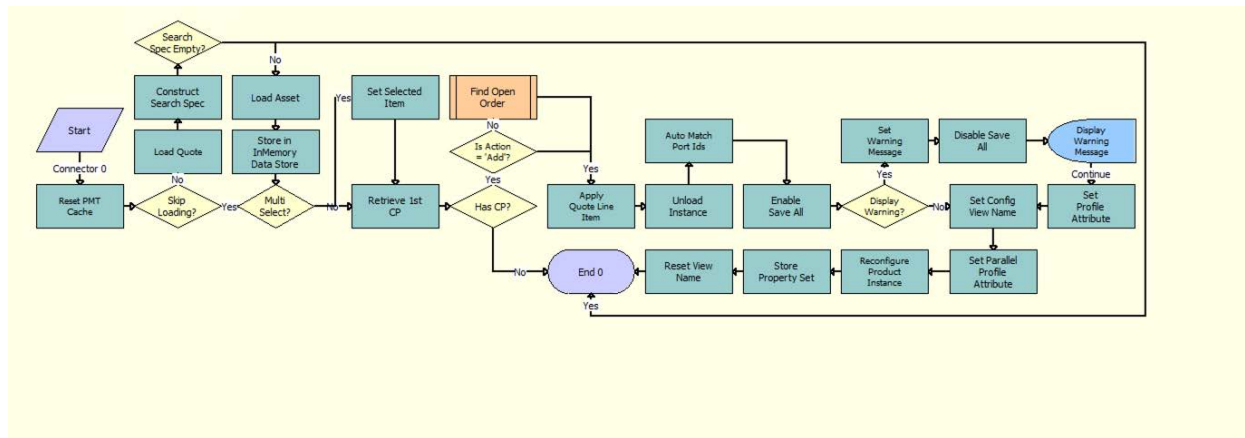 Search
Spec Empty?
No
Construct
Search Spec
Load Asset
Yes
Set Selected
Item
Find Open
Order
Start
Load Quote
Store in
InMemory
Data Store
No
Is Action
= 'Add'?
Auto Match
Port Ids
Set
Warning
Message
Disable Save
All
Display
Warning
Message
Connector 0
No
Yes
Yes
Yes
Continue
Reset PMT
Cache
Skip
Loading?
Yes
Multi
Select?
No
Retrieve 1st
CP
Has CP?
Apply
Quote Line
Item
Unload
Instance
Enable
Save All
Display
Warning?
No
Set Config
View Name
Set
Profile
Attribute
No
End 0
Reset View
Name
Store
Property Set
Reconfigure
Product
Instance
Set Parallel
Profile
Attribute
Yes